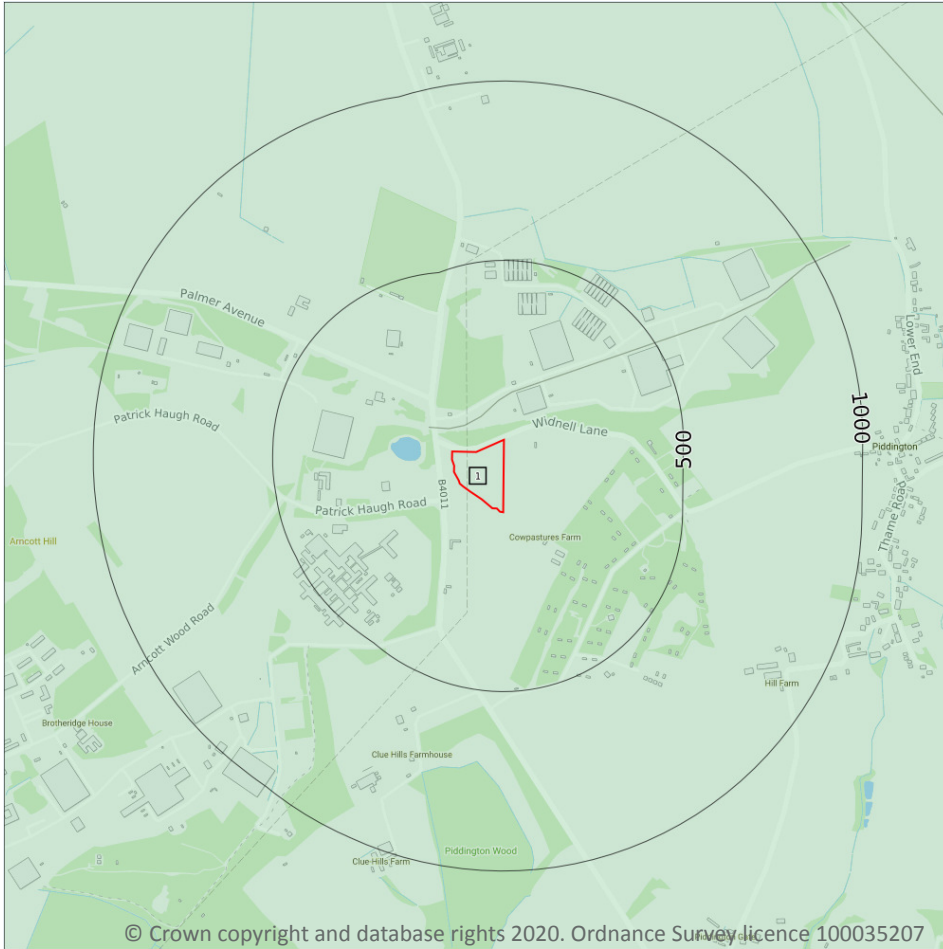 Palmer Avenue
Lower End
Patrick Haugh Road
1000
Widnell Lane
500
Piddington
1
B4011
Patrick Haugh Road
Thame Road
Arncott Hill
Cowpastures Farm
Arncott Wood Road
Hill Farm
Brotheridge House
Clue Hills Farmhouse
Piddington Wood
Clue Hills Farm
© Crown copyright and database rights 2020. Ordnance Survey licence 100035207